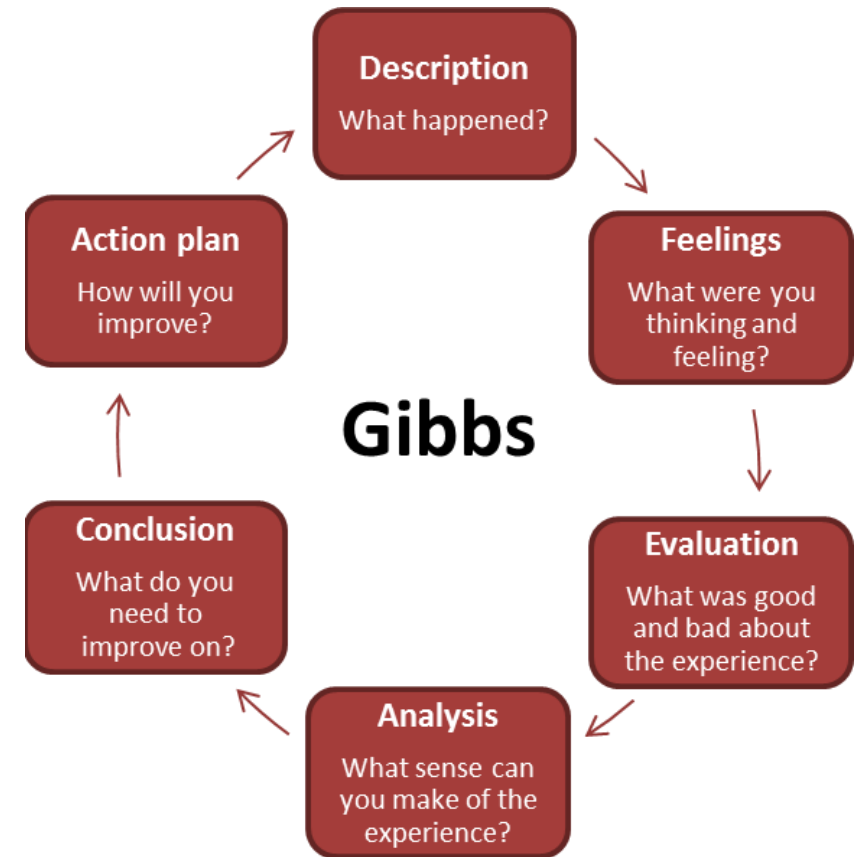 Description
What happened?
Feelings
What were you
thinking and
feeling?
Evaluation
What was good
and bad about
the experience?
Analysis
What sense can
you make of the
experience?
Conclusion
What do you
need to
improve on?
Action plan
How will you
improve?
Gibbs